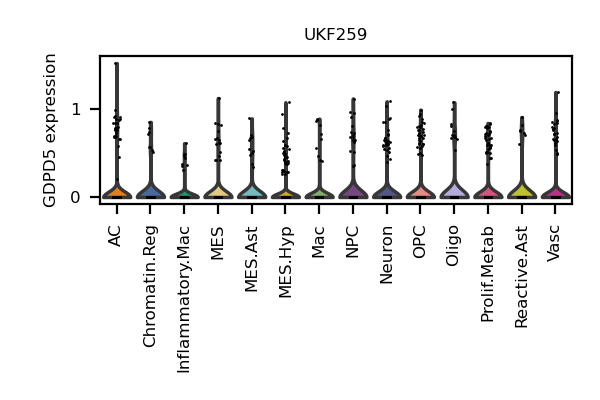 UKF259
GDPD5 expression
1
0
AC
Chromatin.Reg
Inflammatory.Mac
MES
MES.Ast
MES.Hyp
Mac
NPC
Neuron
OPC
Oligo
Prolif.Metab
Reactive.Ast
Vasc